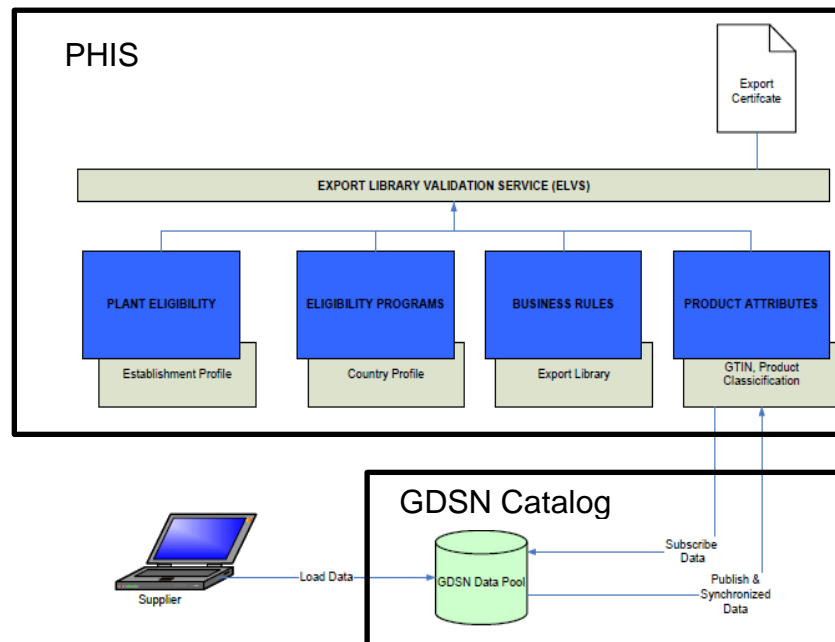 PHIS
Export
Certifcate
EXPORT LIBRARY VALIDATION SERVICE (ELVS)
PLANT ELIGIBILITY
ELIGIBILITY PROGRAMS
BUSINESS RULES
PRODUCT ATTRIBUTES
Establishment Profile
Country Profile
Export Library
GTIN, Product
Classicification
GDSN Catalog
Subscribe
Data
Load Data
GDSN Data Pool
Publish &
Synchronized
Data
Supplier